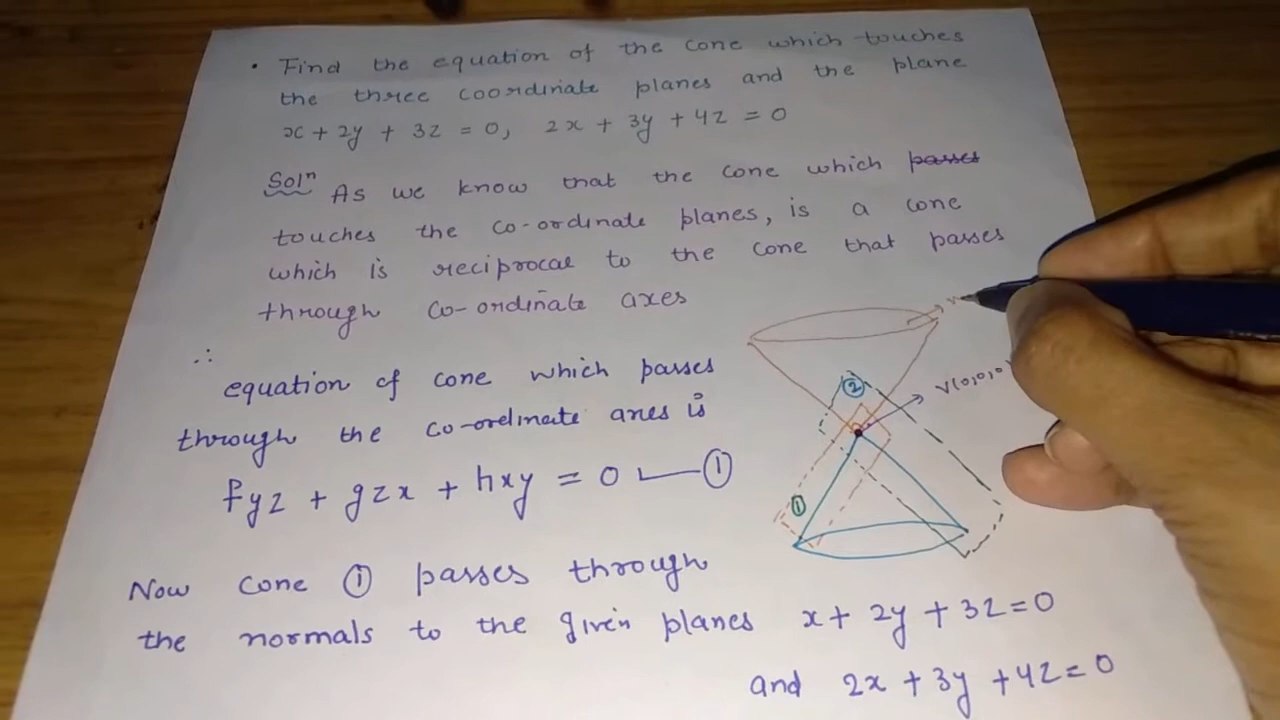 • Find the equation of the cone which touches
the three coordinate planes and the plane
x + 2y + 3z = 0, 2x + 3y + 4z = 0
Solⁿ As we know that the cone which passes
touches the co-ordinate planes, is a cone
which is reciprocal to the cone that passes
through co-ordinate axes
∴
equation of cone which passes
through the co-ordinate axes is
fyz + gzx + hxy = 0 — ①
②
V(0,0,0)
①
Now cone ① passes through
the normals to the given planes x + 2y + 3z = 0
and 2x + 3y + 4z = 0